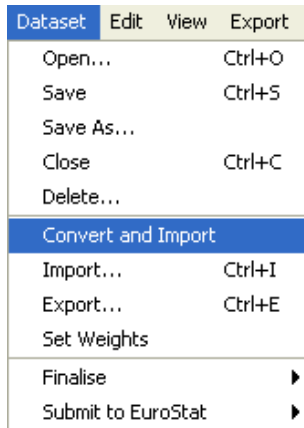 Dataset Edit View Export
Open... Ctrl+O
Save Ctrl+S
Save As...
Close Ctrl+C
Delete...
Convert and Import
Import... Ctrl+I
Export... Ctrl+E
Set Weights
Finalise
Submit to EuroStat